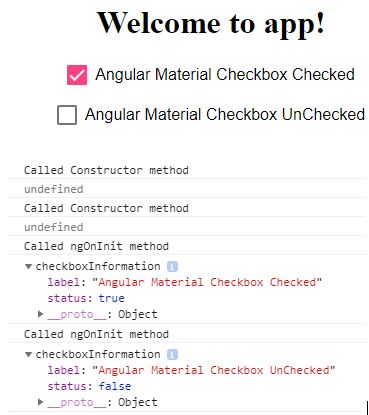 Welcome to app!
Angular Material Checkbox Checked
Angular Material Checkbox UnChecked
Called Constructor method
undefined
Called Constructor method
undefined
Called ngOnInit method
checkboxInformation i
label: "Angular Material Checkbox Checked"
status: true
__proto__: Object
Called ngOnInit method
checkboxInformation i
label: "Angular Material Checkbox UnChecked"
status: false
__proto__: Object